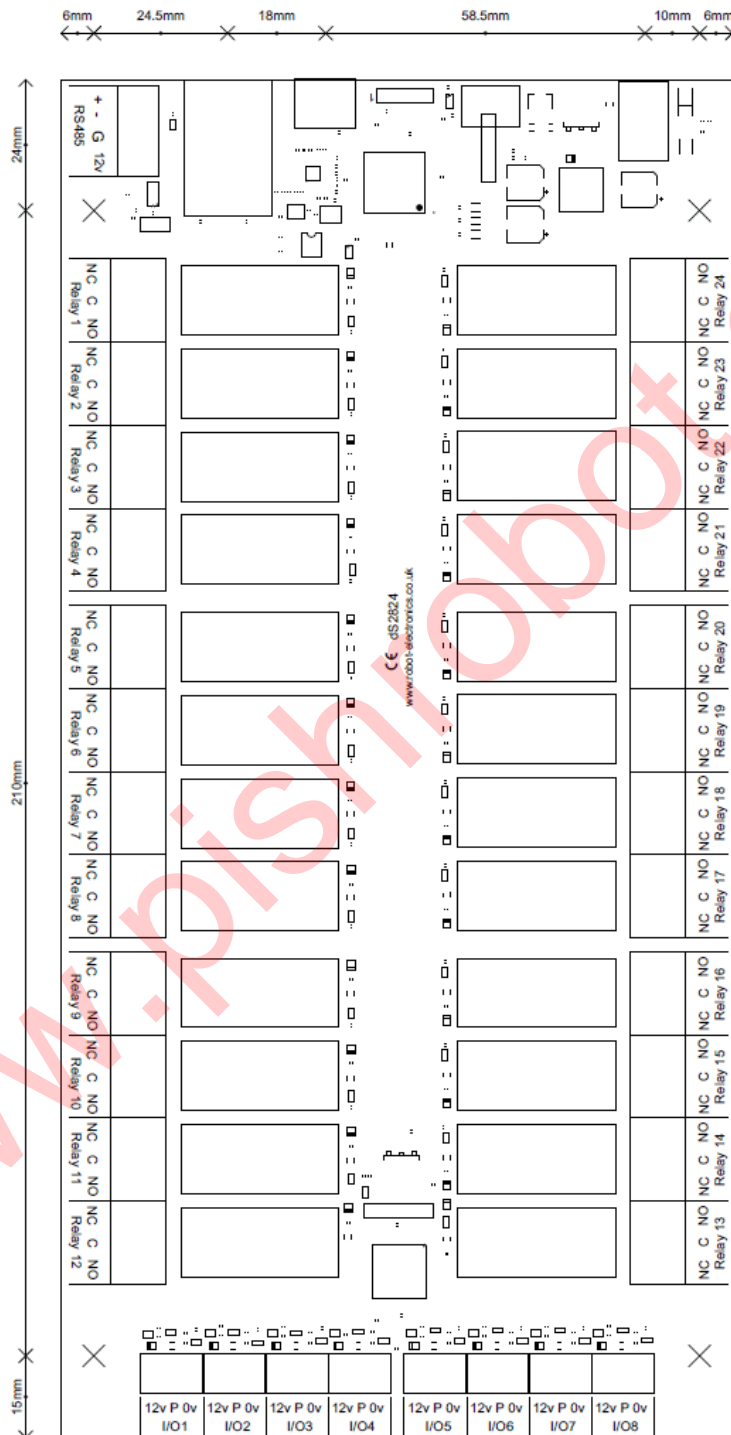 6mm 24.5mm 18mm 58.5mm 10mm 6mm
24mm
210mm
15mm
+ - G 12v
RS485
NC C NO
Relay 1
NC C NO
Relay 2
NC C NO
Relay 3
NC C NO
Relay 4
NC C NO
Relay 5
NC C NO
Relay 6
NC C NO
Relay 7
NC C NO
Relay 8
NC C NO
Relay 9
NC C NO
Relay 10
NC C NO
Relay 11
NC C NO
Relay 12
CE dS2824
www.robot-electronics.co.uk
NC C NO
Relay 24
NC C NO
Relay 23
NC C NO
Relay 22
NC C NO
Relay 21
NC C NO
Relay 20
NC C NO
Relay 19
NC C NO
Relay 18
NC C NO
Relay 17
NC C NO
Relay 16
NC C NO
Relay 15
NC C NO
Relay 14
NC C NO
Relay 13
12v P 0v 12v P 0v 12v P 0v 12v P 0v 12v P 0v 12v P 0v 12v P 0v 12v P 0v
I/O1 I/O2 I/O3 I/O4 I/O5 I/O6 I/O7 I/O8
w.pishrobot.